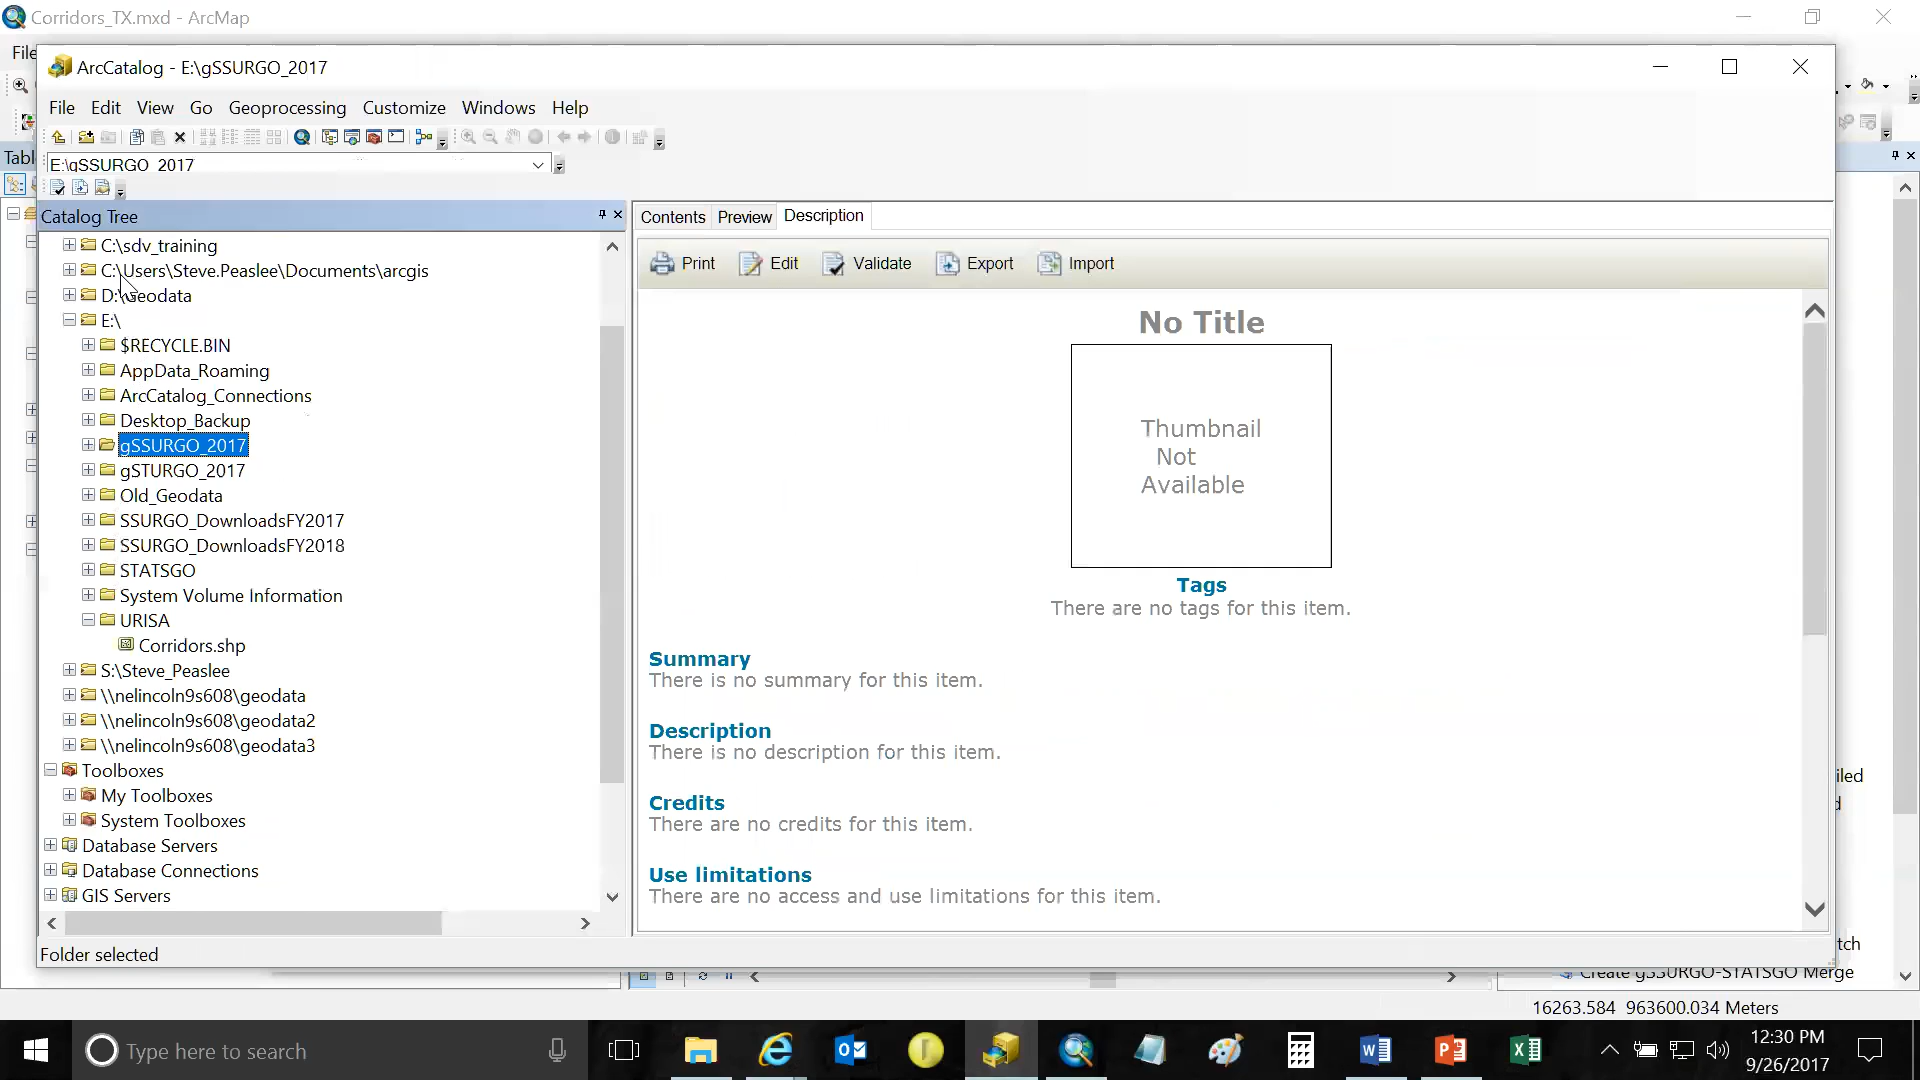 Corridors_TX.mxd - ArcMap
File
ArcCatalog - E:\gSSURGO_2017
File Edit View Go Geoprocessing Customize Windows Help
E:\gSSURGO_2017
Catalog Tree
Contents Preview Description
Print Edit Validate Export Import
C:\sdv_training
C:\Users\Steve.Peaslee\Documents\arcgis
D:\Geodata
E:\
$RECYCLE.BIN
AppData_Roaming
ArcCatalog_Connections
Desktop_Backup
gSSURGO_2017
gSTURGO_2017
Old_Geodata
SSURGO_DownloadsFY2017
SSURGO_DownloadsFY2018
STATSGO
System Volume Information
URISA
Corridors.shp
S:\Steve_Peaslee
\\nelincoln9s608\geodata
\\nelincoln9s608\geodata2
\\nelincoln9s608\geodata3
Toolboxes
My Toolboxes
System Toolboxes
Database Servers
Database Connections
GIS Servers
No Title
Thumbnail
Not
Available
Tags
There are no tags for this item.
Summary
There is no summary for this item.
Description
There is no description for this item.
Credits
There are no credits for this item.
Use limitations
There are no access and use limitations for this item.
Folder selected
Create gSSURGO-STATSGO Merge
16263.584 963600.034 Meters
Type here to search
12:30 PM
9/26/2017